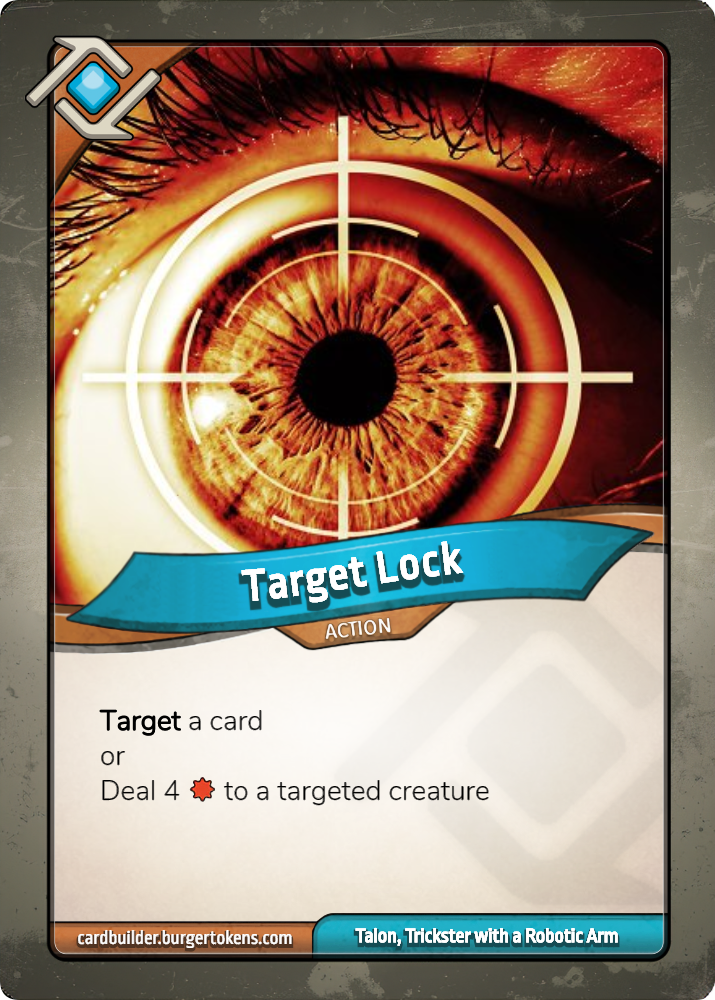 Target Lock
ACTION
Target a card
or
Deal 4 to a targeted creature
cardbuilder.burgertokens.com
Talon, Trickster with a Robotic Arm